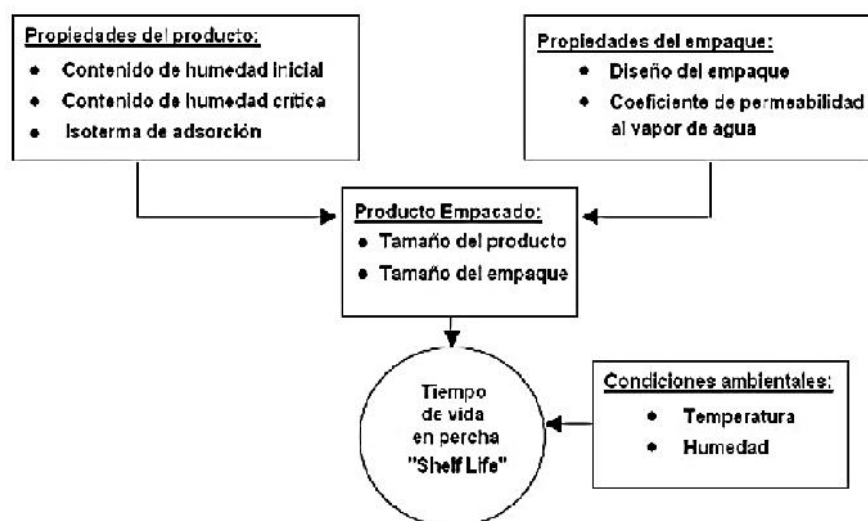 Propiedades del producto:
● Contenido de humedad inicial
● Contenido de humedad crítica
● Isoterma de adsorción
Propiedades del empaque:
● Diseño del empaque
● Coeficiente de permeabilidad
al vapor de agua
Producto Empacado:
● Tamaño del producto
● Tamaño del empaque
Tiempo
de vida
en percha
"Shelf Life"
Condiciones ambientales:
● Temperatura
● Humedad